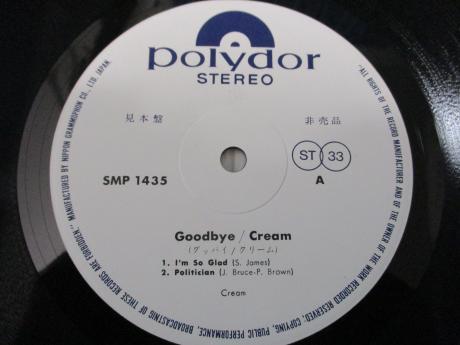 polydor
STEREO
見本盤
非売品
SMP 1435
ST 33
A
Goodbye / Cream
(グッバイ / クリーム)
1. I'm So Glad (S. James)
2. Politician (J. Bruce-P. Brown)
Cream
"ALL RIGHTS OF THE RECORD MANUFACTURER AND OF THE OWNER OF THE WORK RECORDED RESERVED. COPYING, PUBLIC PERFORMANCE, BROADCASTING OF THESE RECORDS ARE FORBIDDEN" MANUFACTURED BY NIPPON GRAMMOPHON CO., LTD. JAPAN.